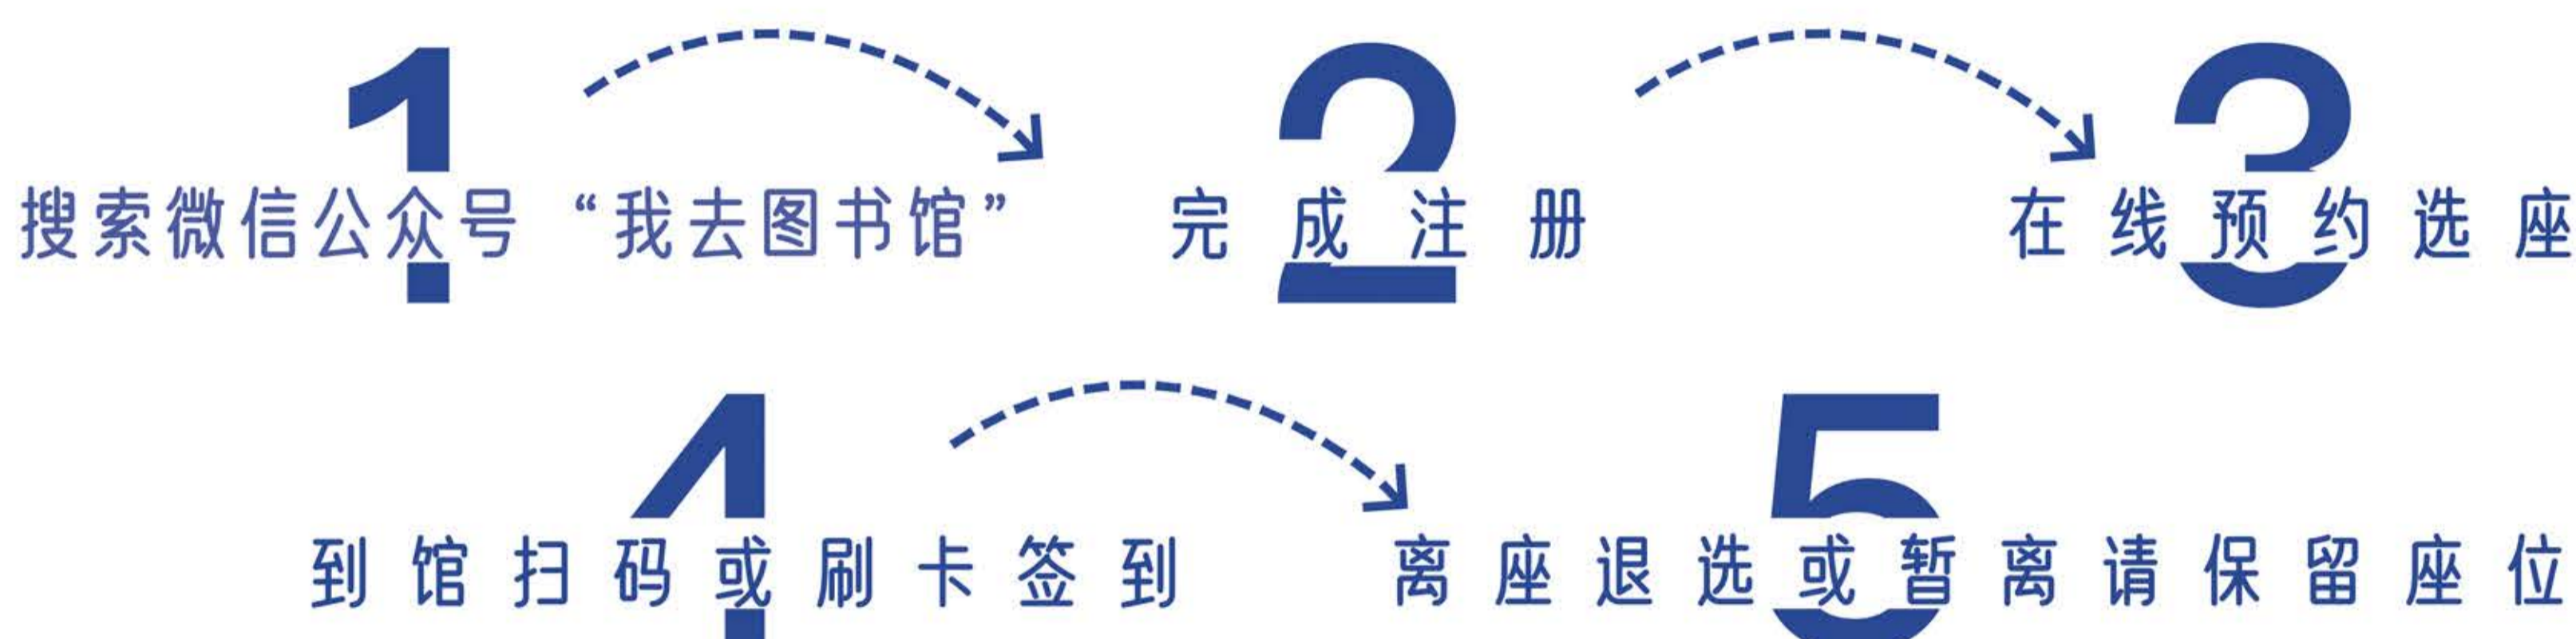 1
搜索微信公众号“我去图书馆”
2
完成注册
3
在线预约选座
4
到馆扫码或刷卡签到
5
离座退选或暂离请保留座位